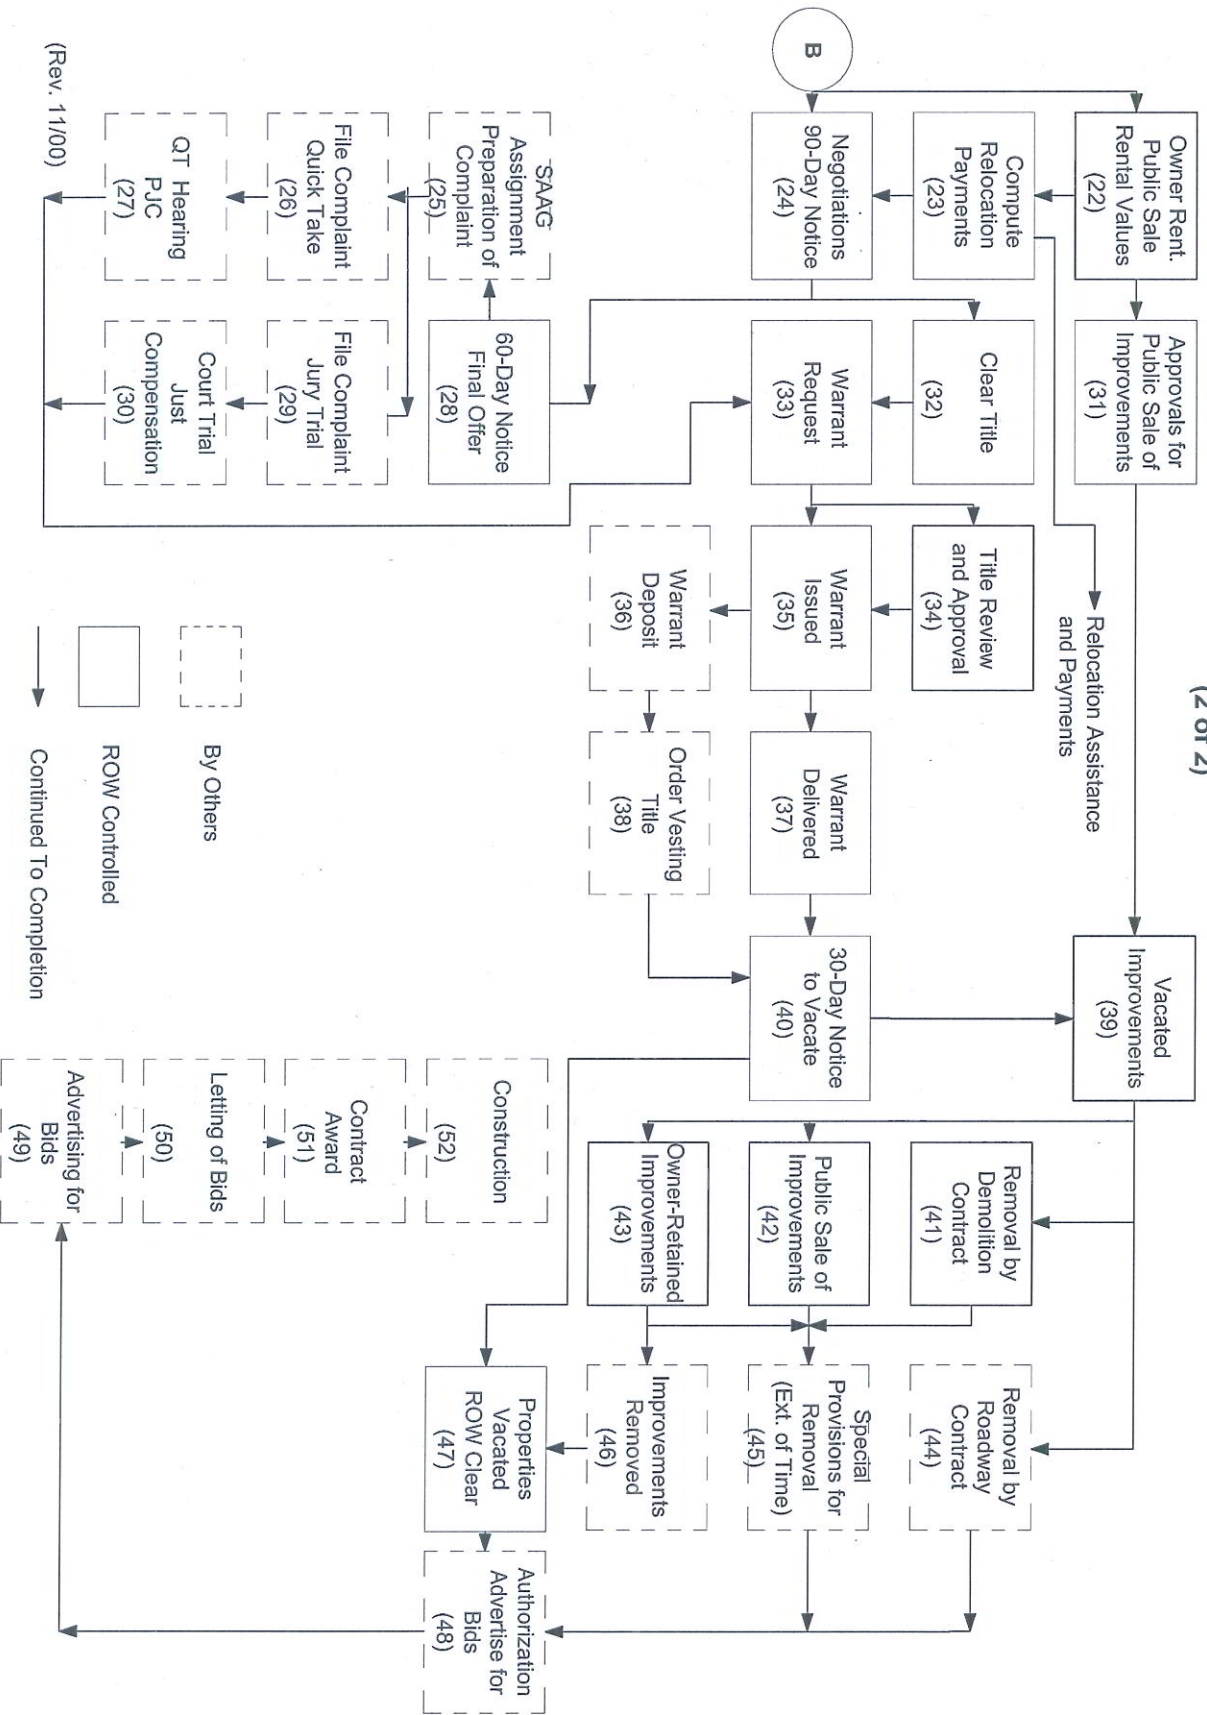 (2 of 2)
B
Owner Rent.
Public Sale
Rental Values
(22)
Approvals for
Public Sale of
Improvements
(31)
Vacated
Improvements
(39)
Compute
Relocation
Payments
(23)
Relocation Assistance
and Payments
Clear Title
(32)
Title Review
and Approval
(34)
Removal by
Demolition
Contract
(41)
Removal by
Roadway
Contract
(44)
Negotiations
90-Day Notice
(24)
Warrant
Request
(33)
Warrant
Issued
(35)
Warrant
Delivered
(37)
30-Day Notice
to Vacate
(40)
Public Sale of
Improvements
(42)
Special
Provisions for
Removal
(Ext. of Time)
(45)
Warrant
Deposit
(36)
Order Vesting
Title
(38)
Owner-Retained
Improvements
(43)
Improvements
Removed
(46)
SAAG
Assignment
Preparation of
Complaint
(25)
60-Day Notice
Final Offer
(28)
Construction
(52)
Properties
Vacated
ROW Clear
(47)
Authorization
Advertise for
Bids
(48)
File Complaint
Quick Take
(26)
File Complaint
Jury Trial
(29)
Contract
Award
(51)
QT Hearing
PJC
(27)
Court Trial
Just
Compensation
(30)
By Others
Letting of Bids
(50)
ROW Controlled
Advertising for
Bids
(49)
(Rev. 11/00)
Continued To Completion